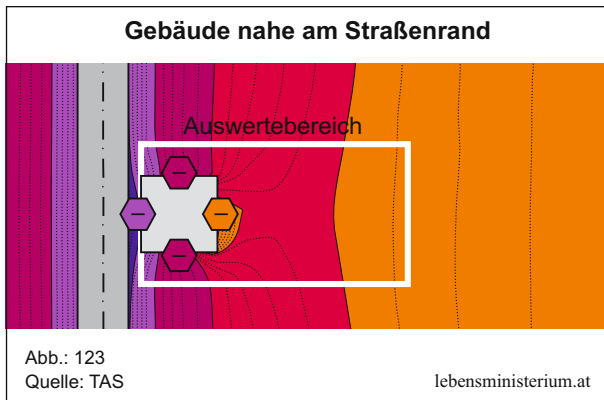 Gebäude nahe am Straßenrand
Auswertebereich
Abb.: 123
Quelle: TAS
lebensministerium.at